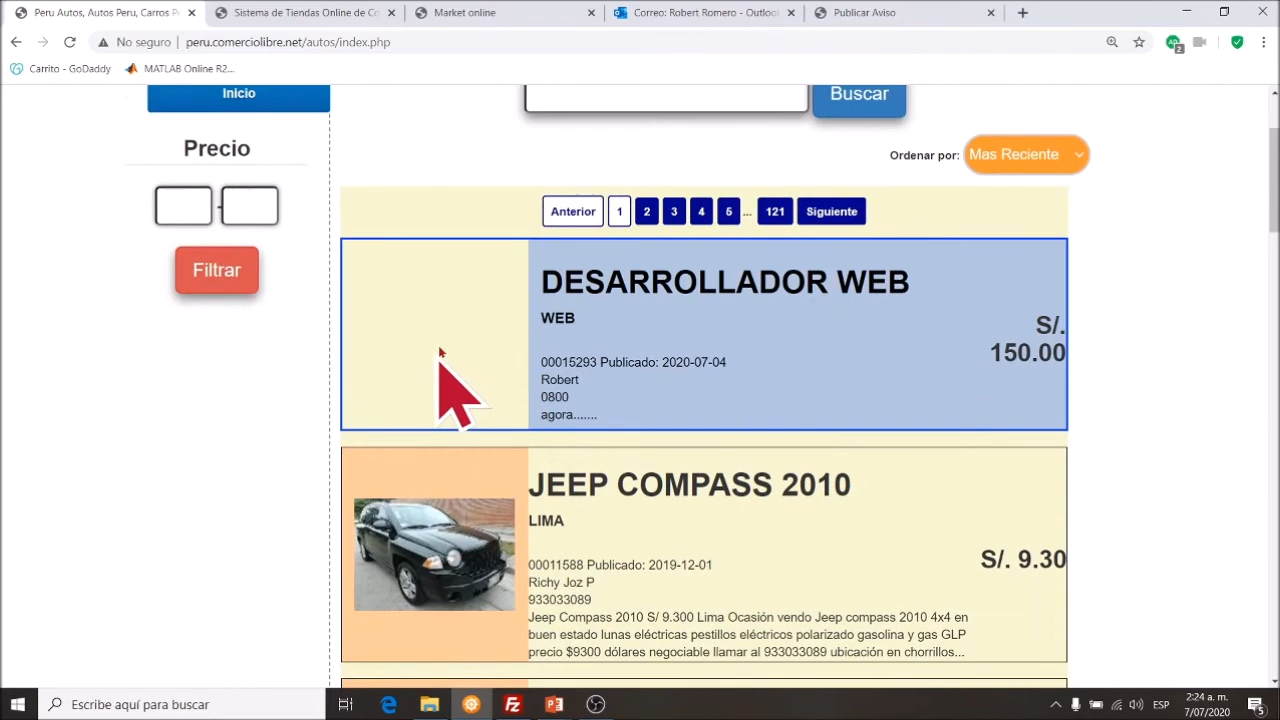 Peru Autos, Autos Peru, Carros P
Sistema de Tiendas Online de Co
Market online
Correo: Robert Romero - Outloo
Publicar Aviso
No seguro | peru.comerciolibre.net/autos/index.php
2
Carrito - GoDaddy
MATLAB Online R2...
Inicio
Buscar
Precio
-
Filtrar
Ordenar por: Mas Reciente
Anterior 1 2 3 4 5 ... 121 Siguiente
DESARROLLADOR WEB
WEB
S/.
150.00
00015293 Publicado: 2020-07-04
Robert
0800
agora.......
JEEP COMPASS 2010
LIMA
S/. 9.30
00011588 Publicado: 2019-12-01
Richy Joz P
933033089
Jeep Compass 2010 S/ 9.300 Lima Ocasión vendo Jeep compass 2010 4x4 en
buen estado lunas eléctricas pestillos eléctricos polarizado gasolina y gas GLP
precio $9300 dólares negociable llamar al 933033089 ubicación en chorrillos...
Escribe aquí para buscar
ESP
2:24 a. m.
7/07/2020
5